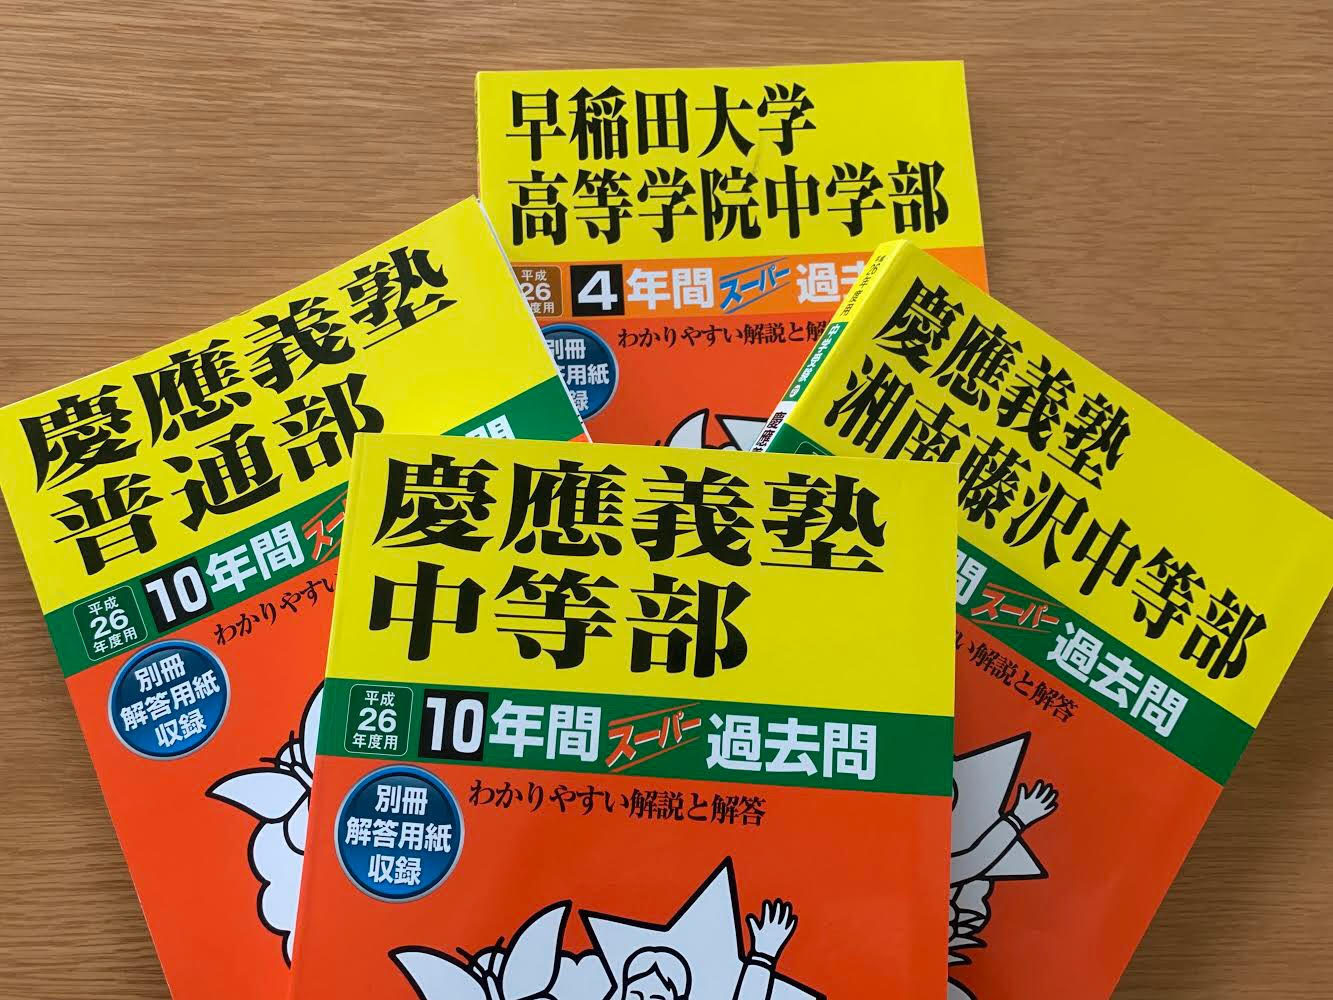 早稲田大学
高等学院中学部
平成
26
度用
4年間スーパー過去
わかりやすい解説と解
別冊
答用紙
録
慶應義塾
普通部
平成
26
年度用
10年間
わかりやすい
別冊
解答用紙
収録
慶應義塾
湘南藤沢中等部
26年度用
間スーパー過去問
い解説と解答
慶應義塾
中等部
平成
26
年度用
10年間スーパー過去問
わかりやすい解説と解答
別冊
解答用紙
収録